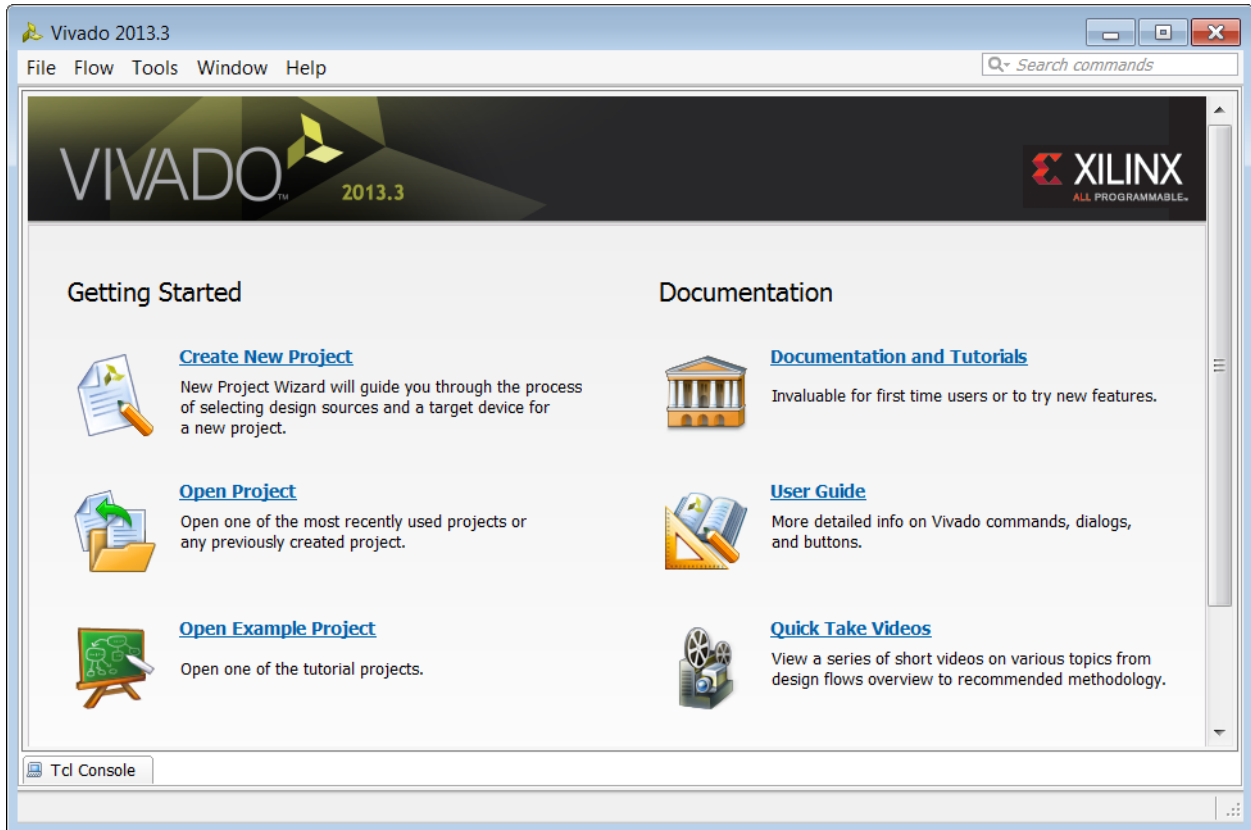 Vivado 2013.3
File Flow Tools Window Help
Search commands
VIVADO™ 2013.3
XILINX
ALL PROGRAMMABLE™
Getting Started
Create New Project
New Project Wizard will guide you through the process
of selecting design sources and a target device for
a new project.
Open Project
Open one of the most recently used projects or
any previously created project.
Open Example Project
Open one of the tutorial projects.
Documentation
Documentation and Tutorials
Invaluable for first time users or to try new features.
User Guide
More detailed info on Vivado commands, dialogs,
and buttons.
Quick Take Videos
View a series of short videos on various topics from
design flows overview to recommended methodology.
Tcl Console